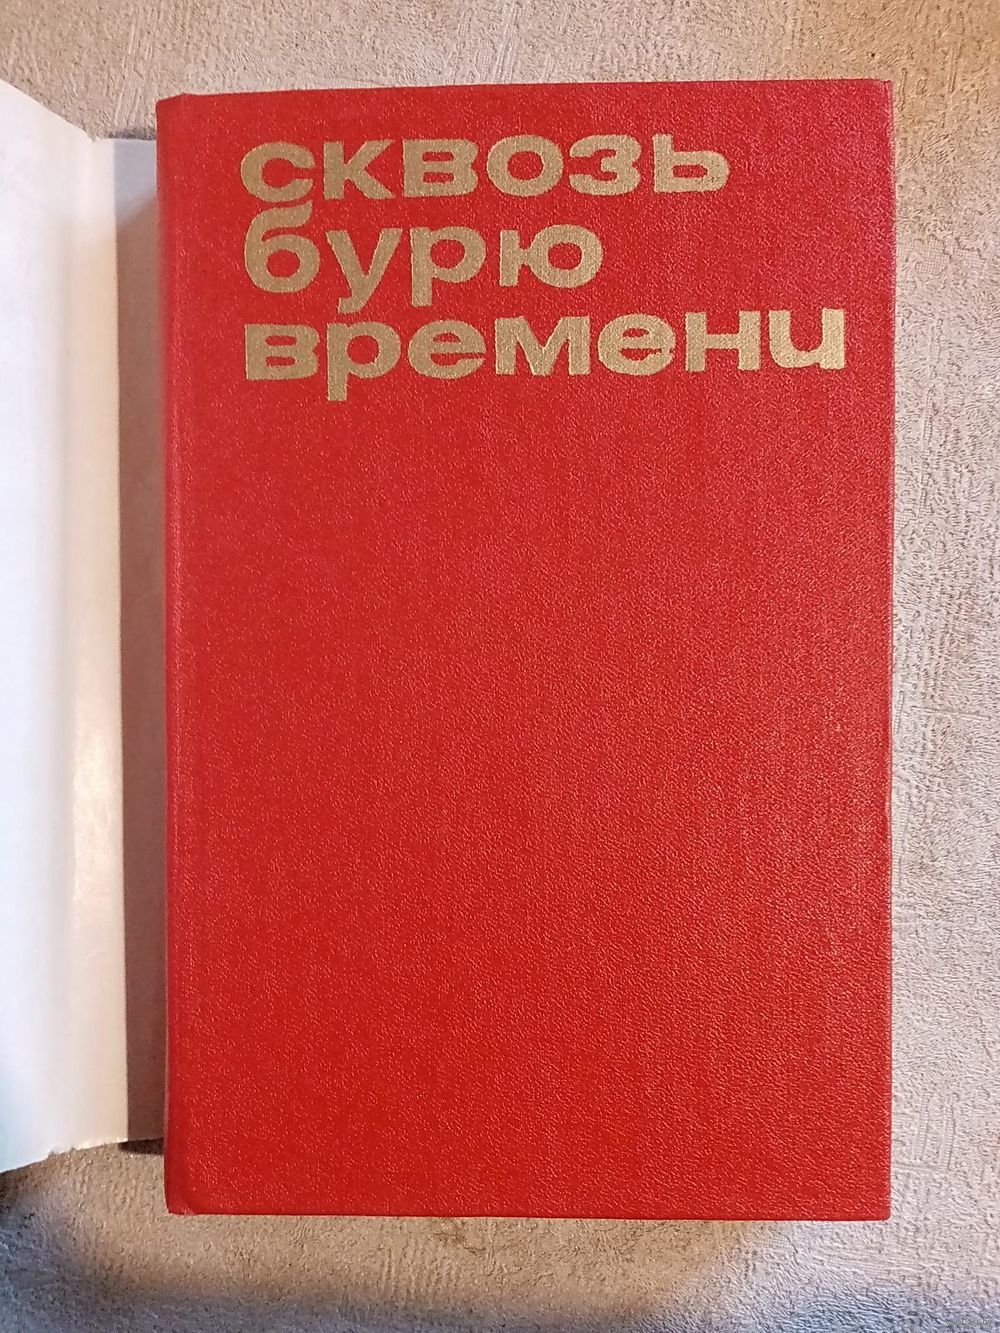 сквозь
бурю
времени